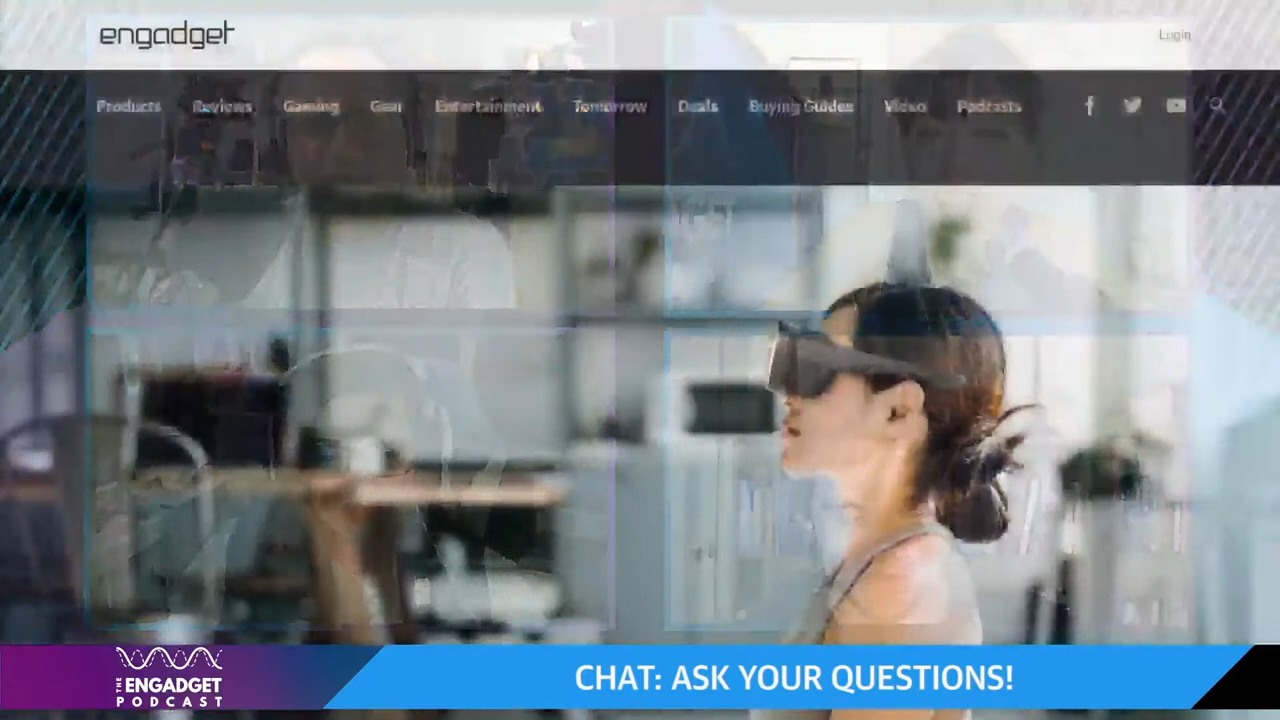 engadget
Login
Products Reviews Gaming Gear Entertainment Tomorrow Deals Buying Guides Video Podcasts
THE ENGADGET PODCAST
CHAT: ASK YOUR QUESTIONS!